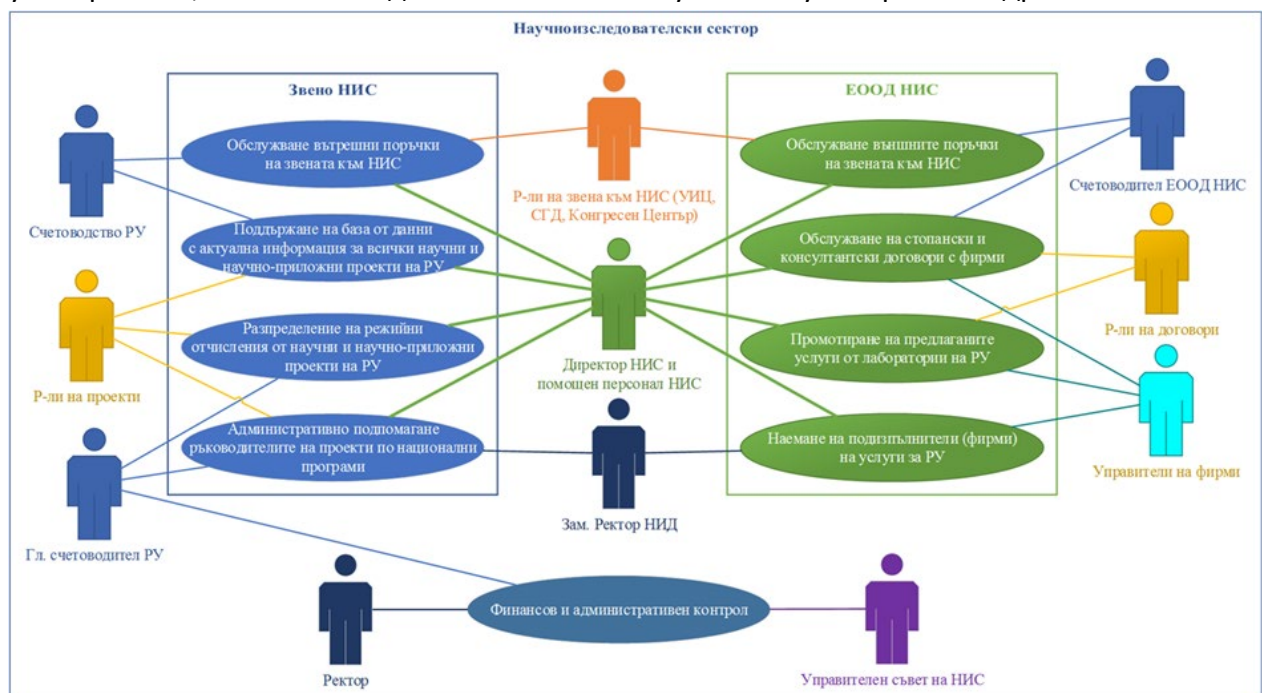 Научноизследователски сектор
Звено НИС
Обслужване вътрешни поръчки
на звената към НИС
Поддържане на база от данни
с актуална информация за всички научни и
научно-приложни проекти на РУ
Разпределение на режийни
отчисления от научни и научно-приложни
проекти на РУ
Административно подпомагане
ръководителите на проекти по национални
програми
ЕООД НИС
Обслужване външните поръчки
на звената към НИС
Обслужване на стопански и
консултантски договори с фирми
Промотиране на предлаганите
услуги от лаборатории на РУ
Наемане на подизпълнители (фирми)
на услуги за РУ
Счетоводство РУ
Р-ли на проекти
Гл. счетоводител РУ
Р-ли на звена към НИС (УИЦ,
СГД, Конгресен Център)
Директор НИС и
помошен персонал НИС
Зам. Ректор НИД
Счетоводител ЕООД НИС
Р-ли на договори
Управители на фирми
Финансов и административен контрол
Ректор
Управителен съвет на НИС